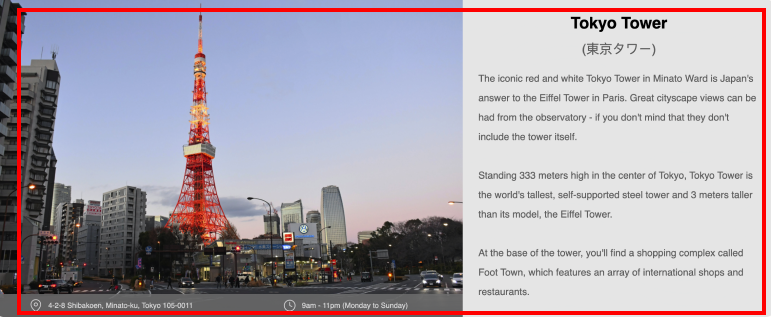 Tokyo Tower
(東京タワー)
The iconic red and white Tokyo Tower in Minato Ward is Japan's
answer to the Eiffel Tower in Paris. Great cityscape views can be
had from the observatory - if you don't mind that they don't
include the tower itself.
Standing 333 meters high in the center of Tokyo, Tokyo Tower is
the world's tallest, self-supported steel tower and 3 meters taller
than its model, the Eiffel Tower.
At the base of the tower, you'll find a shopping complex called
Foot Town, which features an array of international shops and
restaurants.
4-2-8 Shibakoen, Minato-ku, Tokyo 105-0011
9am - 11pm (Monday to Sunday)